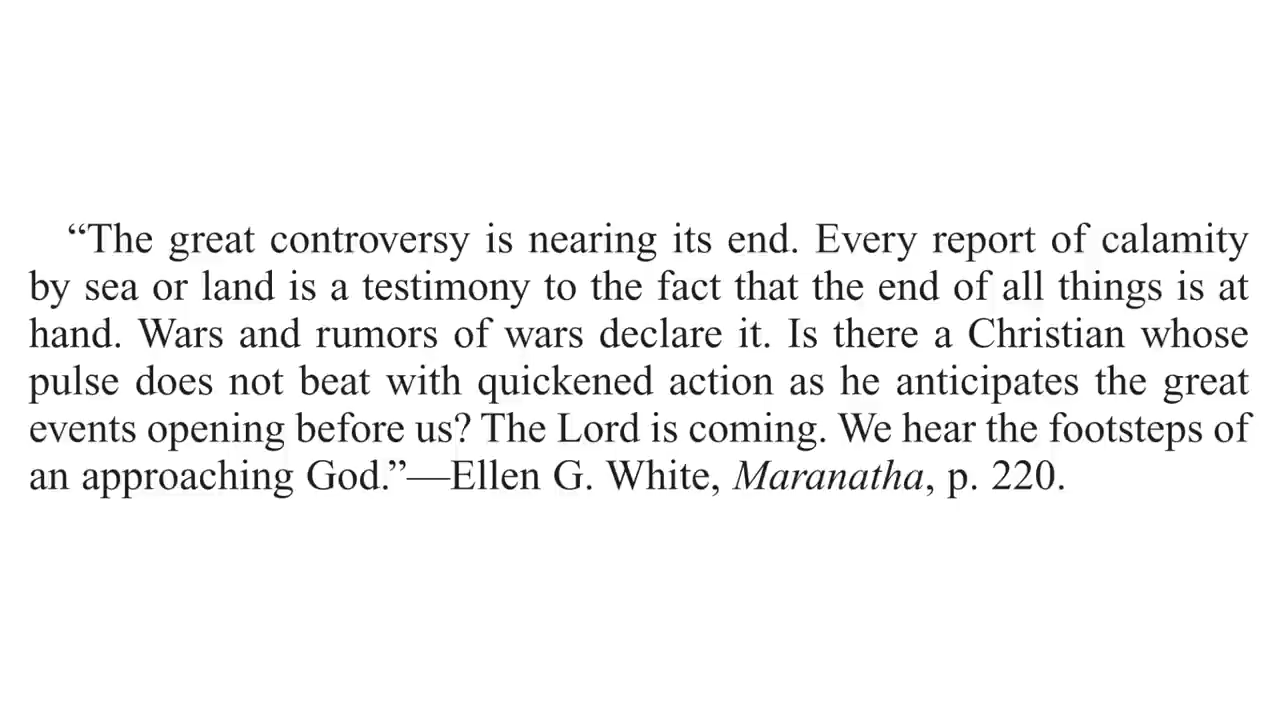 “The great controversy is nearing its end. Every report of calamity
by sea or land is a testimony to the fact that the end of all things is at
hand. Wars and rumors of wars declare it. Is there a Christian whose
pulse does not beat with quickened action as he anticipates the great
events opening before us? The Lord is coming. We hear the footsteps of
an approaching God.”—Ellen G. White, Maranatha, p. 220.